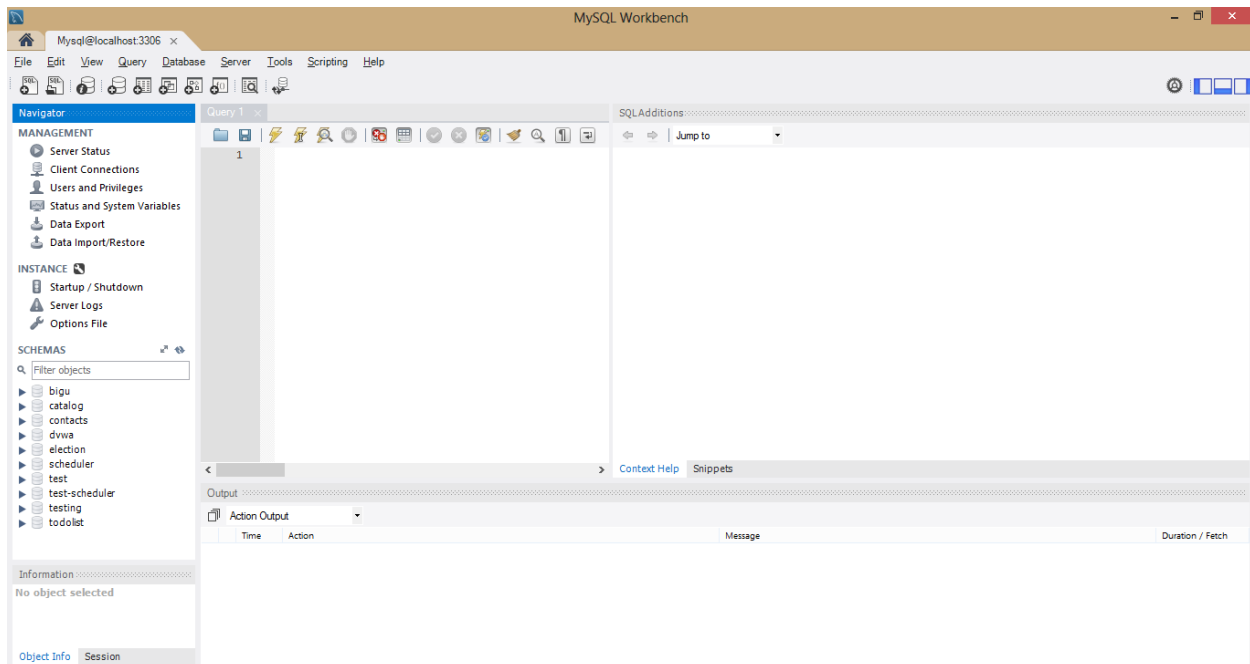 MySQL Workbench
Mysql@localhost:3306
File Edit View Query Database Server Tools Scripting Help
Navigator
MANAGEMENT
Server Status
Client Connections
Users and Privileges
Status and System Variables
Data Export
Data Import/Restore
INSTANCE
Startup / Shutdown
Server Logs
Options File
SCHEMAS
Filter objects
bigu
catalog
contacts
dvwa
election
scheduler
test
test-scheduler
testing
todolist
Information
No object selected
Object Info Session
Query 1
1
SQLAdditions
Jump to
Context Help Snippets
Output
Action Output
Time Action Message Duration / Fetch